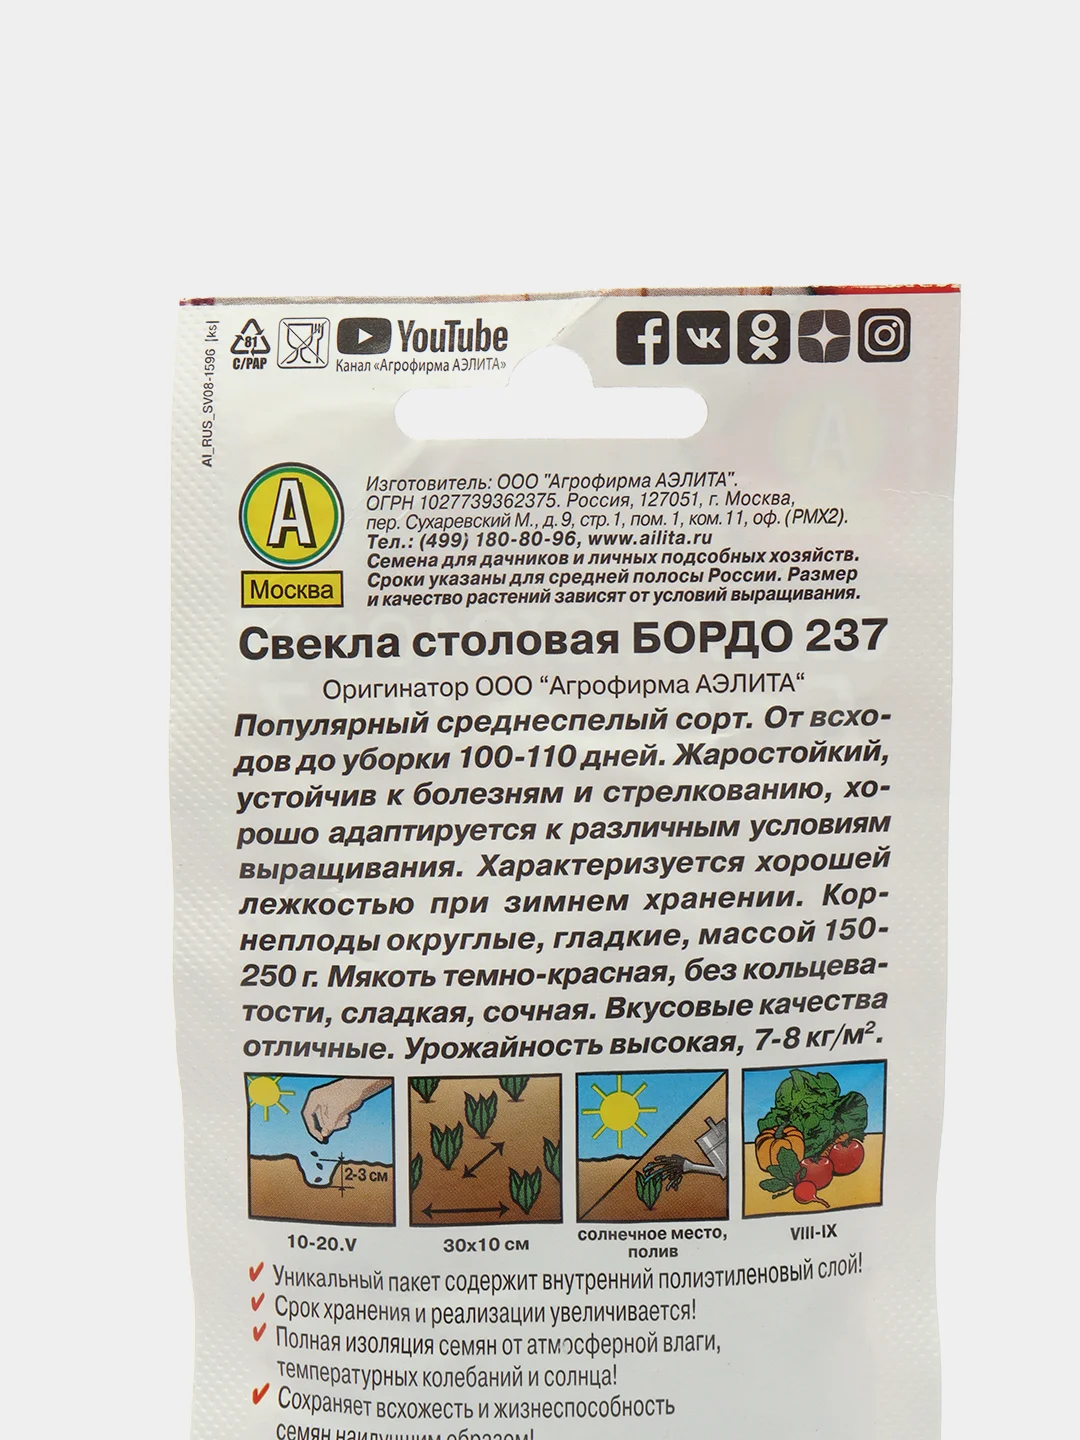 AI_RUS_SV08-1596 |ks|
81
C/PAP
YouTube
Канал «Агрофирма АЭЛИТА»
А
Москва
Изготовитель: ООО "Агрофирма АЭЛИТА".
ОГРН 1027739362375. Россия, 127051, г. Москва,
пер. Сухаревский М., д. 9, стр. 1, пом. 1, ком.11, оф. (РМХ2).
Тел.: (499) 180-80-96, www.ailita.ru
Семена для дачников и личных подсобных хозяйств.
Сроки указаны для средней полосы России. Размер
и качество растений зависят от условий выращивания.
Свекла столовая БОРДО 237
Оригинатор ООО “Агрофирма АЭЛИТА“
Популярный среднеспелый сорт. От всхо-
дов до уборки 100-110 дней. Жаростойкий,
устойчив к болезням и стрелкованию, хо-
рошо адаптируется к различным условиям
выращивания. Характеризуется хорошей
лежкостью при зимнем хранении. Кор-
неплоды округлые, гладкие, массой 150-
250 г. Мякоть темно-красная, без кольцева-
тости, сладкая, сочная. Вкусовые качества
отличные. Урожайность высокая, 7-8 кг/м².
2-3 см
10-20.V
30х10 см
солнечное место,
полив
VIII-IX
Уникальный пакет содержит внутренний полиэтиленовый слой!
Срок хранения и реализации увеличивается!
Полная изоляция семян от атмосферной влаги,
температурных колебаний и солнца!
Сохраняет всхожесть и жизнеспособность
семян наилучшим образом!